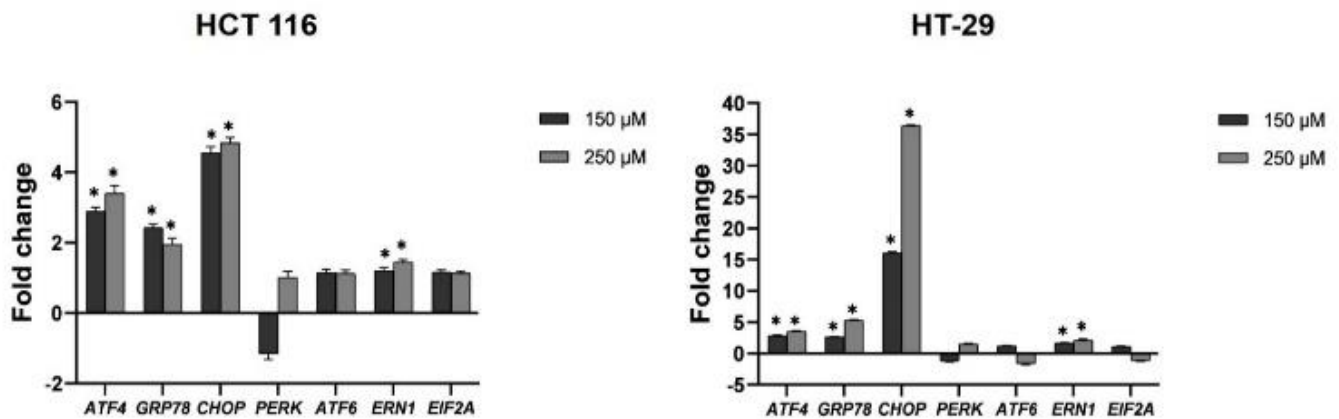 HCT 116
6
4
2
0
-2
Fold change
* * * * * * * *
ATF4 GRP78 CHOP PERK ATF6 ERN1 EIF2A
150 µM
250 µM
HT-29
40
35
30
25
20
15
10
5
0
-5
Fold change
* * * * * * * *
ATF4 GRP78 CHOP PERK ATF6 ERN1 EIF2A
150 µM
250 µM